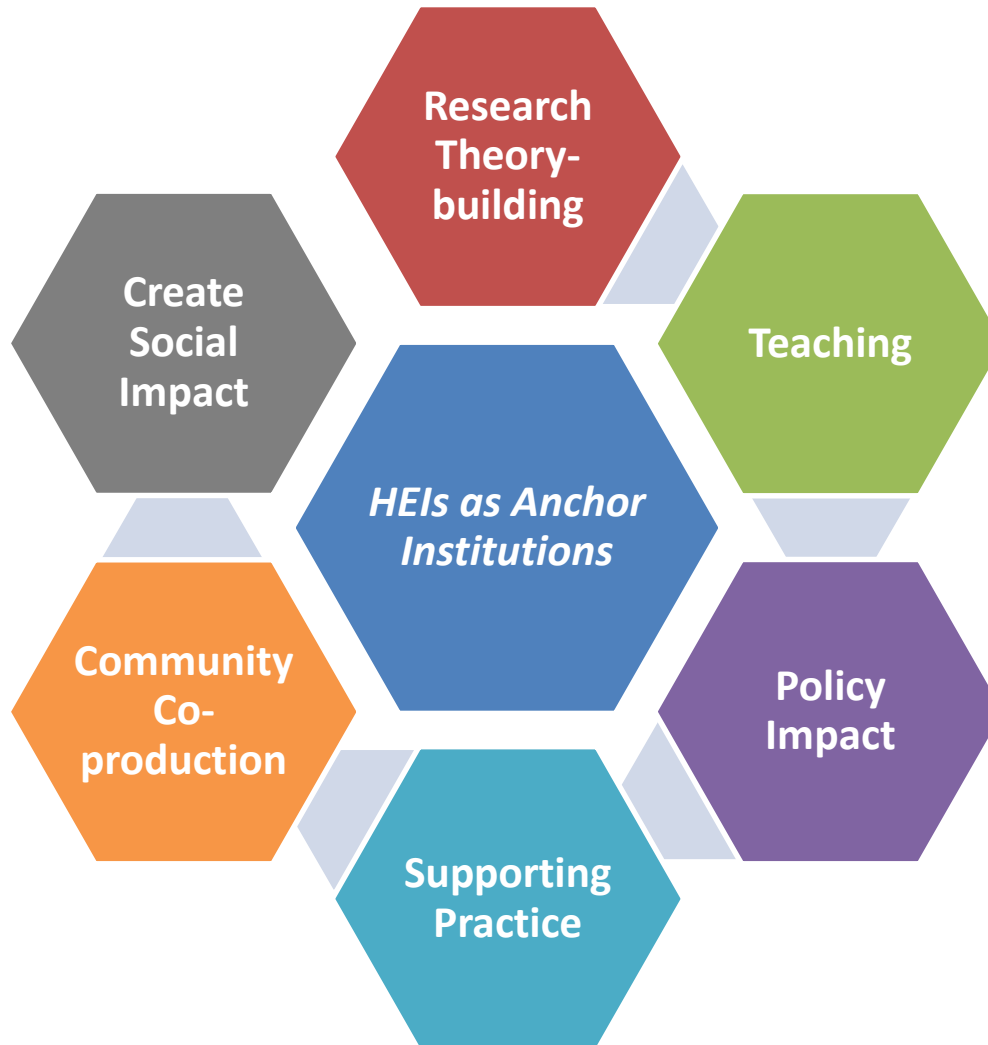 Research
Theory-
building
Teaching
Policy
Impact
Supporting
Practice
Community
Co-
production
Create
Social
Impact
HEIs as Anchor
Institutions